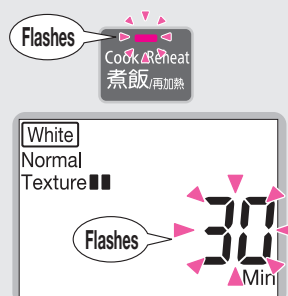 Flashes
Cook/Reheat
煮飯/再加熱
White
Normal
Texture
Flashes
30
Min